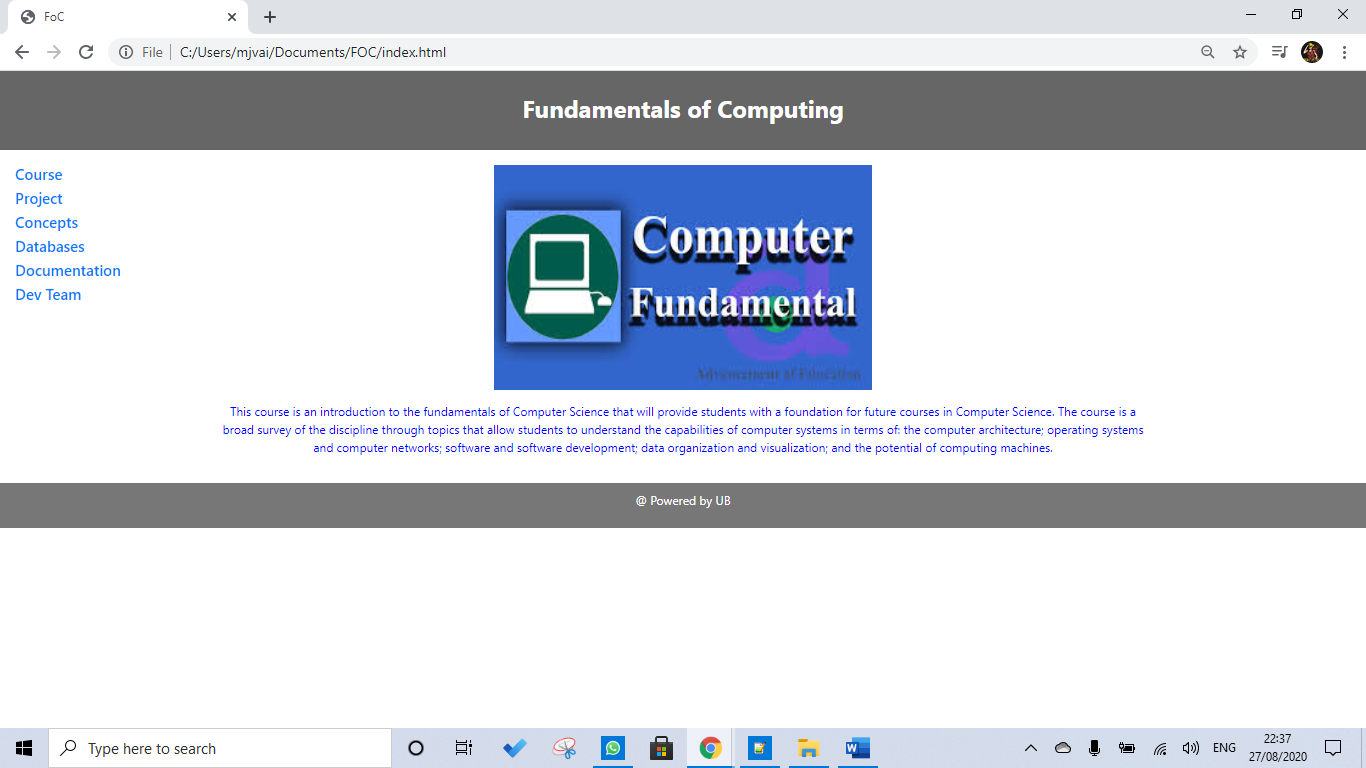 FoC
File
C:/Users/mjvai/Documents/FOC/index.html
Fundamentals of Computing
Course
Project
Concepts
Databases
Documentation
Dev Team
Computer
Fundamental
Advancement of Education
This course is an introduction to the fundamentals of Computer Science that will provide students with a foundation for future courses in Computer Science. The course is a
broad survey of the discipline through topics that allow students to understand the capabilities of computer systems in terms of: the computer architecture; operating systems
and computer networks; software and software development; data organization and visualization; and the potential of computing machines.
@ Powered by UB
Type here to search
ENG
22:37
27/08/2020